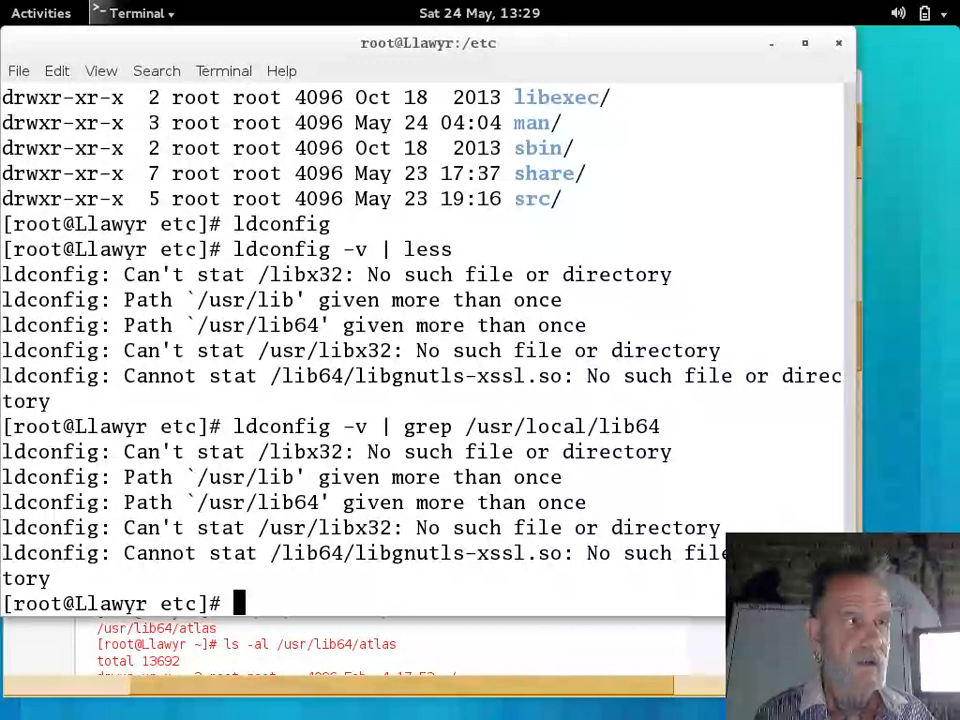 Activities Terminal Sat 24 May, 13:29
root@Llawyr:/etc
File Edit View Search Terminal Help
drwxr-xr-x 2 root root 4096 Oct 18 2013 libexec/
drwxr-xr-x 3 root root 4096 May 24 04:04 man/
drwxr-xr-x 2 root root 4096 Oct 18 2013 sbin/
drwxr-xr-x 7 root root 4096 May 23 17:37 share/
drwxr-xr-x 5 root root 4096 May 23 19:16 src/
[root@Llawyr etc]# ldconfig
[root@Llawyr etc]# ldconfig -v | less
ldconfig: Can't stat /libx32: No such file or directory
ldconfig: Path `/usr/lib' given more than once
ldconfig: Path `/usr/lib64' given more than once
ldconfig: Can't stat /usr/libx32: No such file or directory
ldconfig: Cannot stat /lib64/libgnutls-xssl.so: No such file or direc
tory
[root@Llawyr etc]# ldconfig -v | grep /usr/local/lib64
ldconfig: Can't stat /libx32: No such file or directory
ldconfig: Path `/usr/lib' given more than once
ldconfig: Path `/usr/lib64' given more than once
ldconfig: Can't stat /usr/libx32: No such file or directory
ldconfig: Cannot stat /lib64/libgnutls-xssl.so: No such file
tory
[root@Llawyr etc]#
/usr/lib64/atlas
[root@Llawyr ~]# ls -al /usr/lib64/atlas
total 13692